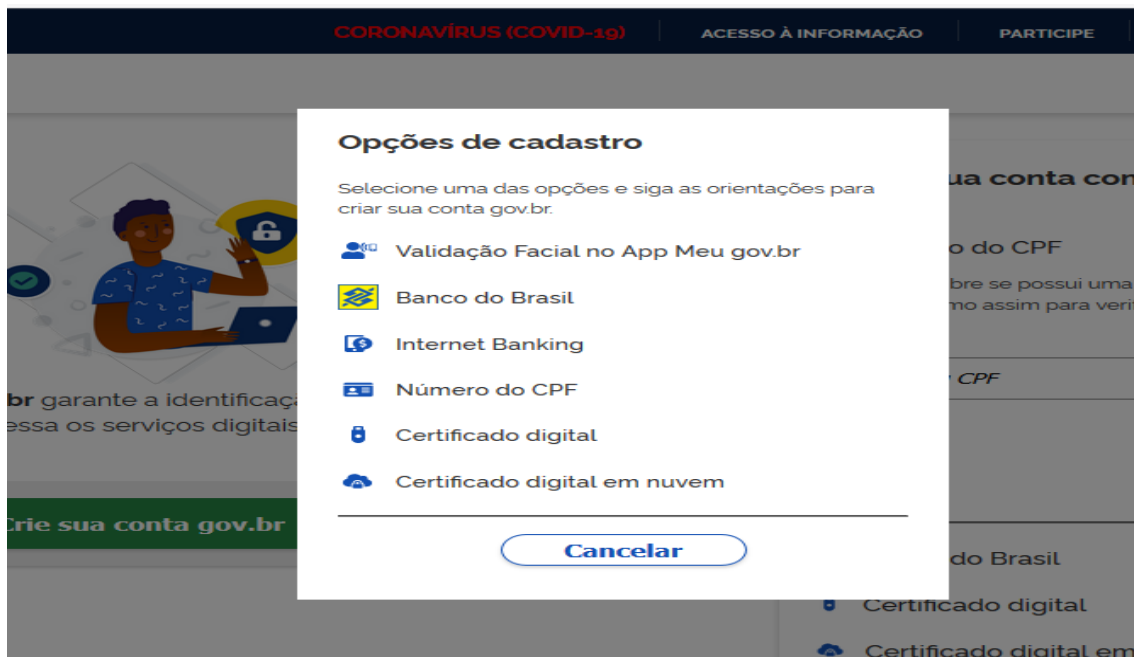 CORONAVÍRUS (COVID-19)
ACESSO À INFORMAÇÃO
PARTICIPE
Opções de cadastro
Selecione uma das opções e siga as orientações para
criar sua conta gov.br.
Validação Facial no App Meu gov.br
Banco do Brasil
Internet Banking
Número do CPF
Certificado digital
Certificado digital em nuvem
Cancelar
br garante a identificaç
essa os serviços digitais
Crie sua conta gov.br
ua conta con
o do CPF
bre se possui uma
mo assim para veri
CPF
do Brasil
Certificado digital
Certificado digital em